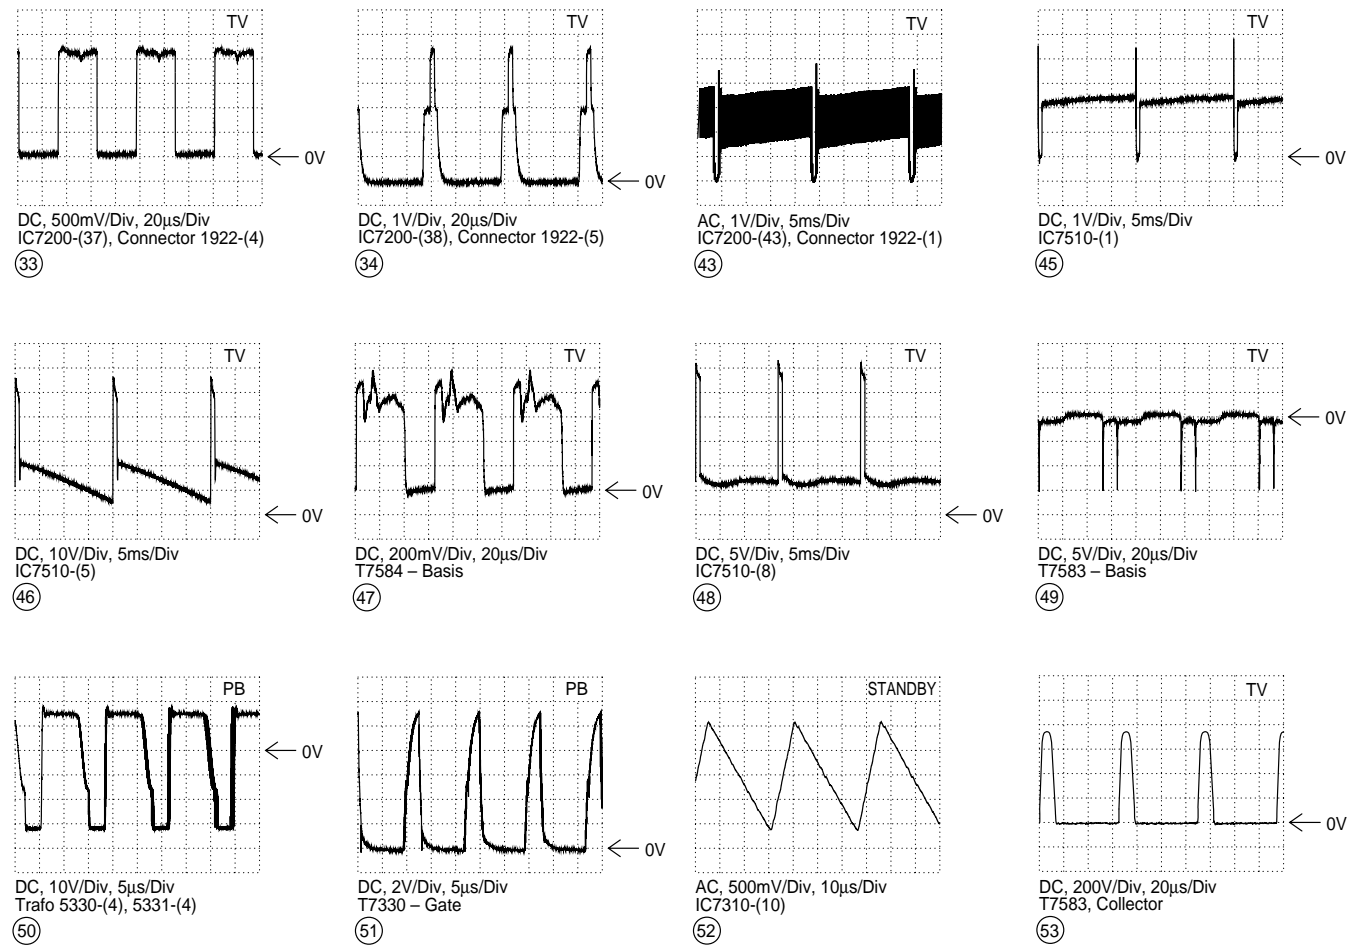 TV
0V
DC, 500mV/Div, 20µs/Div
IC7200-(37), Connector 1922-(4)
33
TV
0V
DC, 1V/Div, 20µs/Div
IC7200-(38), Connector 1922-(5)
34
TV
AC, 1V/Div, 5ms/Div
IC7200-(43), Connector 1922-(1)
43
TV
0V
DC, 1V/Div, 5ms/Div
IC7510-(1)
45
TV
0V
DC, 10V/Div, 5ms/Div
IC7510-(5)
46
TV
0V
DC, 200mV/Div, 20µs/Div
T7584 – Basis
47
TV
0V
DC, 5V/Div, 5ms/Div
IC7510-(8)
48
TV
0V
DC, 5V/Div, 20µs/Div
T7583 – Basis
49
PB
0V
DC, 10V/Div, 5µs/Div
Trafo 5330-(4), 5331-(4)
50
PB
0V
DC, 2V/Div, 5µs/Div
T7330 – Gate
51
STANDBY
AC, 500mV/Div, 10µs/Div
IC7310-(10)
52
TV
0V
DC, 200V/Div, 20µs/Div
T7583, Collector
53